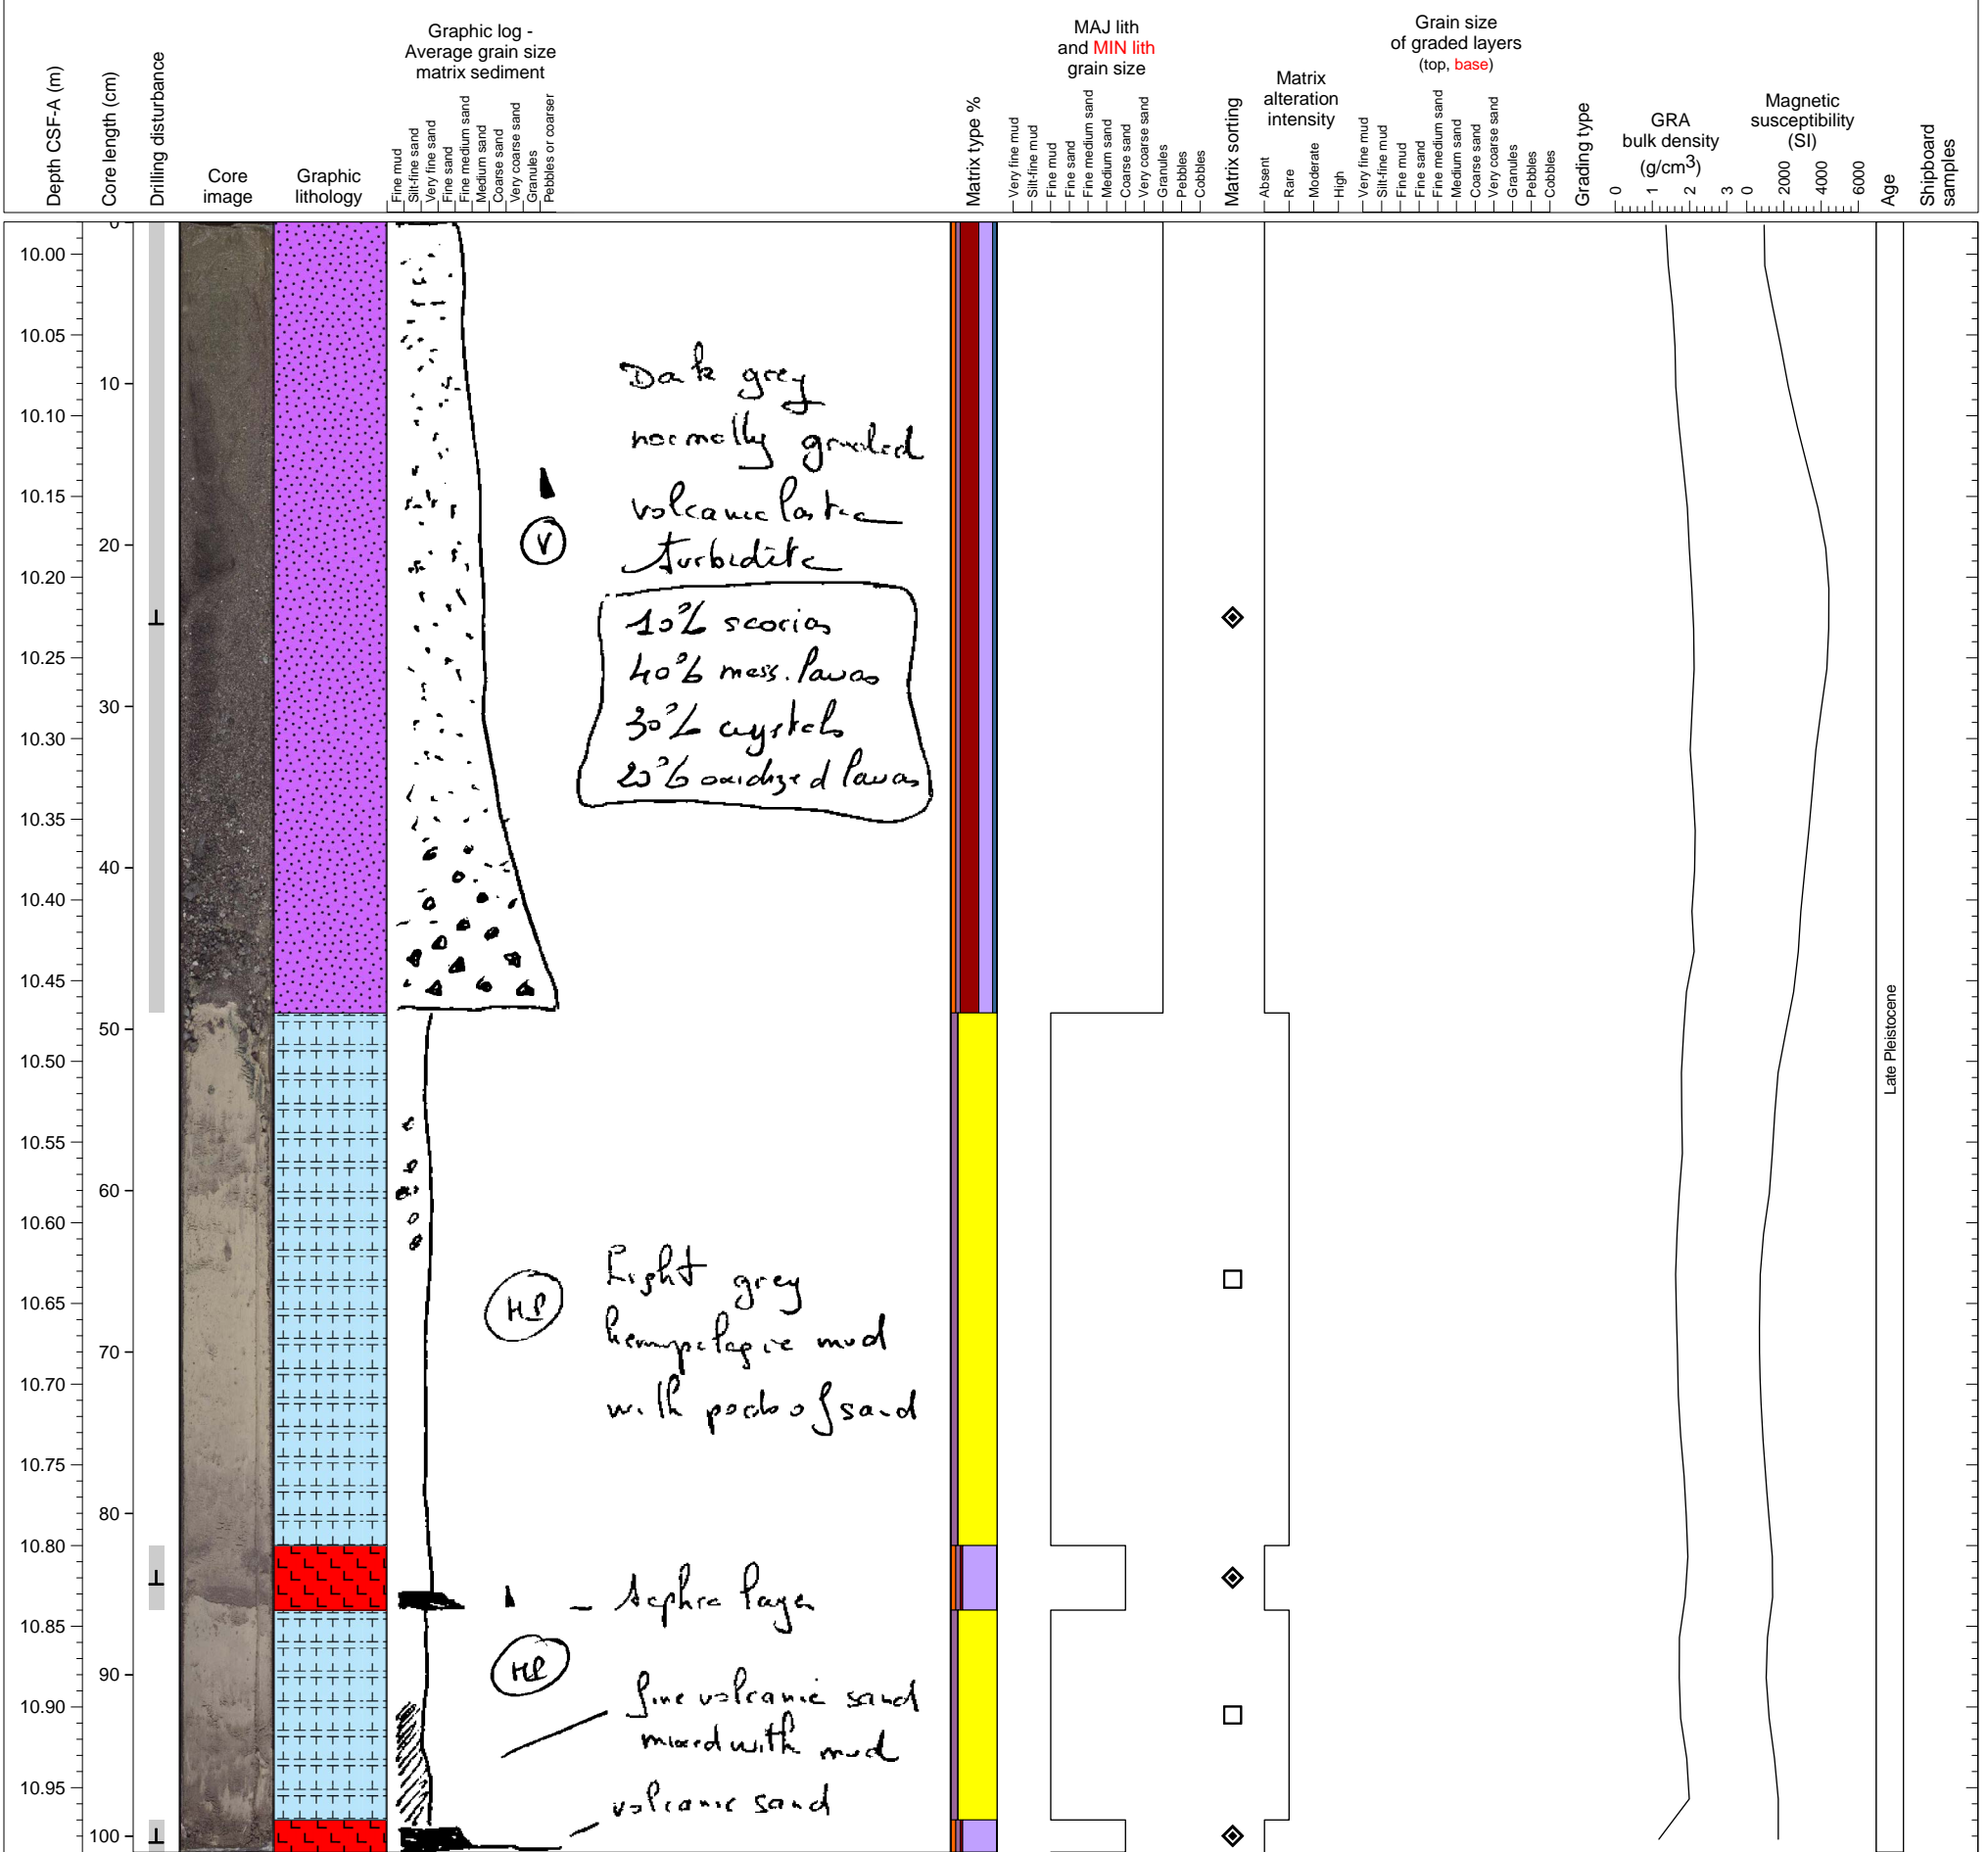 Depth CSF-A (m)
Core length (cm)
Drilling disturbance
Core
image
Graphic
lithology
Graphic log -
Average grain size
matrix sediment
Fine mud
Silt-fine sand
Very fine sand
Fine sand
Fine medium sand
Medium sand
Coarse sand
Very coarse sand
Granules
Pebbles or coarser
Matrix type %
MAJ lith
and MIN lith
grain size
Very fine mud
Silt-fine mud
Fine mud
Fine sand
Fine medium sand
Medium sand
Coarse sand
Very coarse sand
Granules
Pebbles
Cobbles
Matrix sorting
Matrix
alteration
intensity
Absent
Rare
Moderate
High
Grain size
of graded layers
(top, base)
Very fine mud
Silt-fine mud
Fine mud
Fine sand
Fine medium sand
Medium sand
Coarse sand
Very coarse sand
Granules
Pebbles
Cobbles
Grading type
GRA
bulk density
(g/cm3)
0 1 2 3
Magnetic
susceptibility
(SI)
0 2000 4000 6000
Age
Shipboard
samples
10.00
10.05
10.10
10.15
10.20
10.25
10.30
10.35
10.40
10.45
10.50
10.55
10.60
10.65
10.70
10.75
10.80
10.85
10.90
10.95
0
10
20
30
40
50
60
70
80
90
100
Dark grey
normally graded
volcaniclastic
turbidite
V
10% scorias
40% mass. lavas
30% crystals
20% oxidized lavas
HP
Light grey
hemipelagic mud
with pods of sand
- tephra layer
HP
fine volcanic sand
mixed with mud
volcanic sand
Late Pleistocene